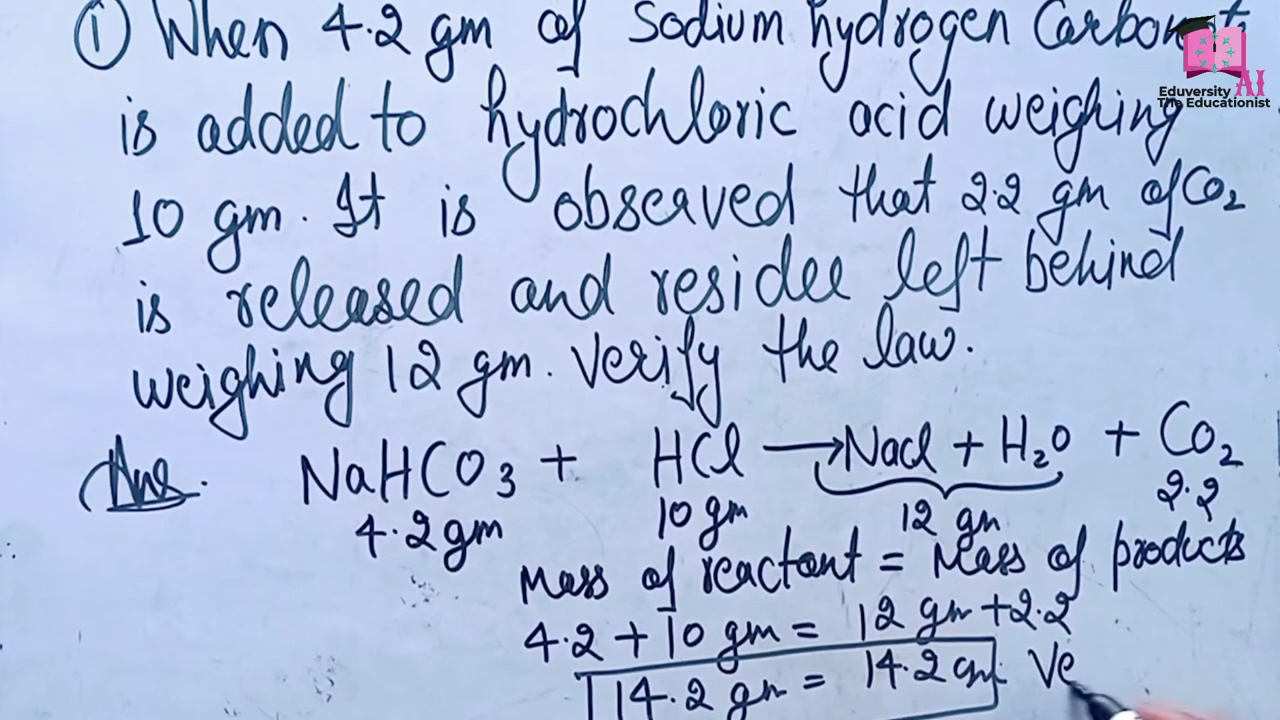 ① When 4.2 gm of Sodium hydrogen Carbonate
is added to hydrochloric acid weighing
10 gm. It is observed that 2.2 gm of CO2
is released and residee left behind
weighing 12 gm. Verify the law.
Ans. NaHCO3 + HCl → Nacl + H2O + CO2
4.2 gm 10 gm 12 gm 2.2
Mass of reactant = Mass of products
4.2 + 10 gm = 12 gm + 2.2
14.2 gm = 14.2 gm. Ve
Eduversity AI
The Educationist